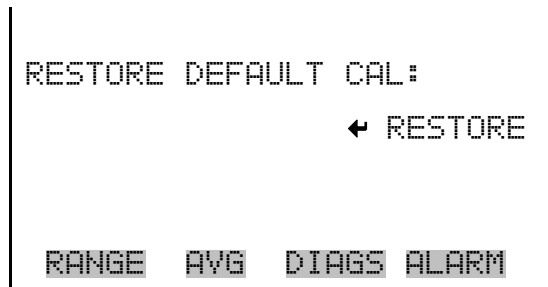 RESTORE DEFAULT CAL:
↵ RESTORE
RANGE AVG DIAGS ALARM